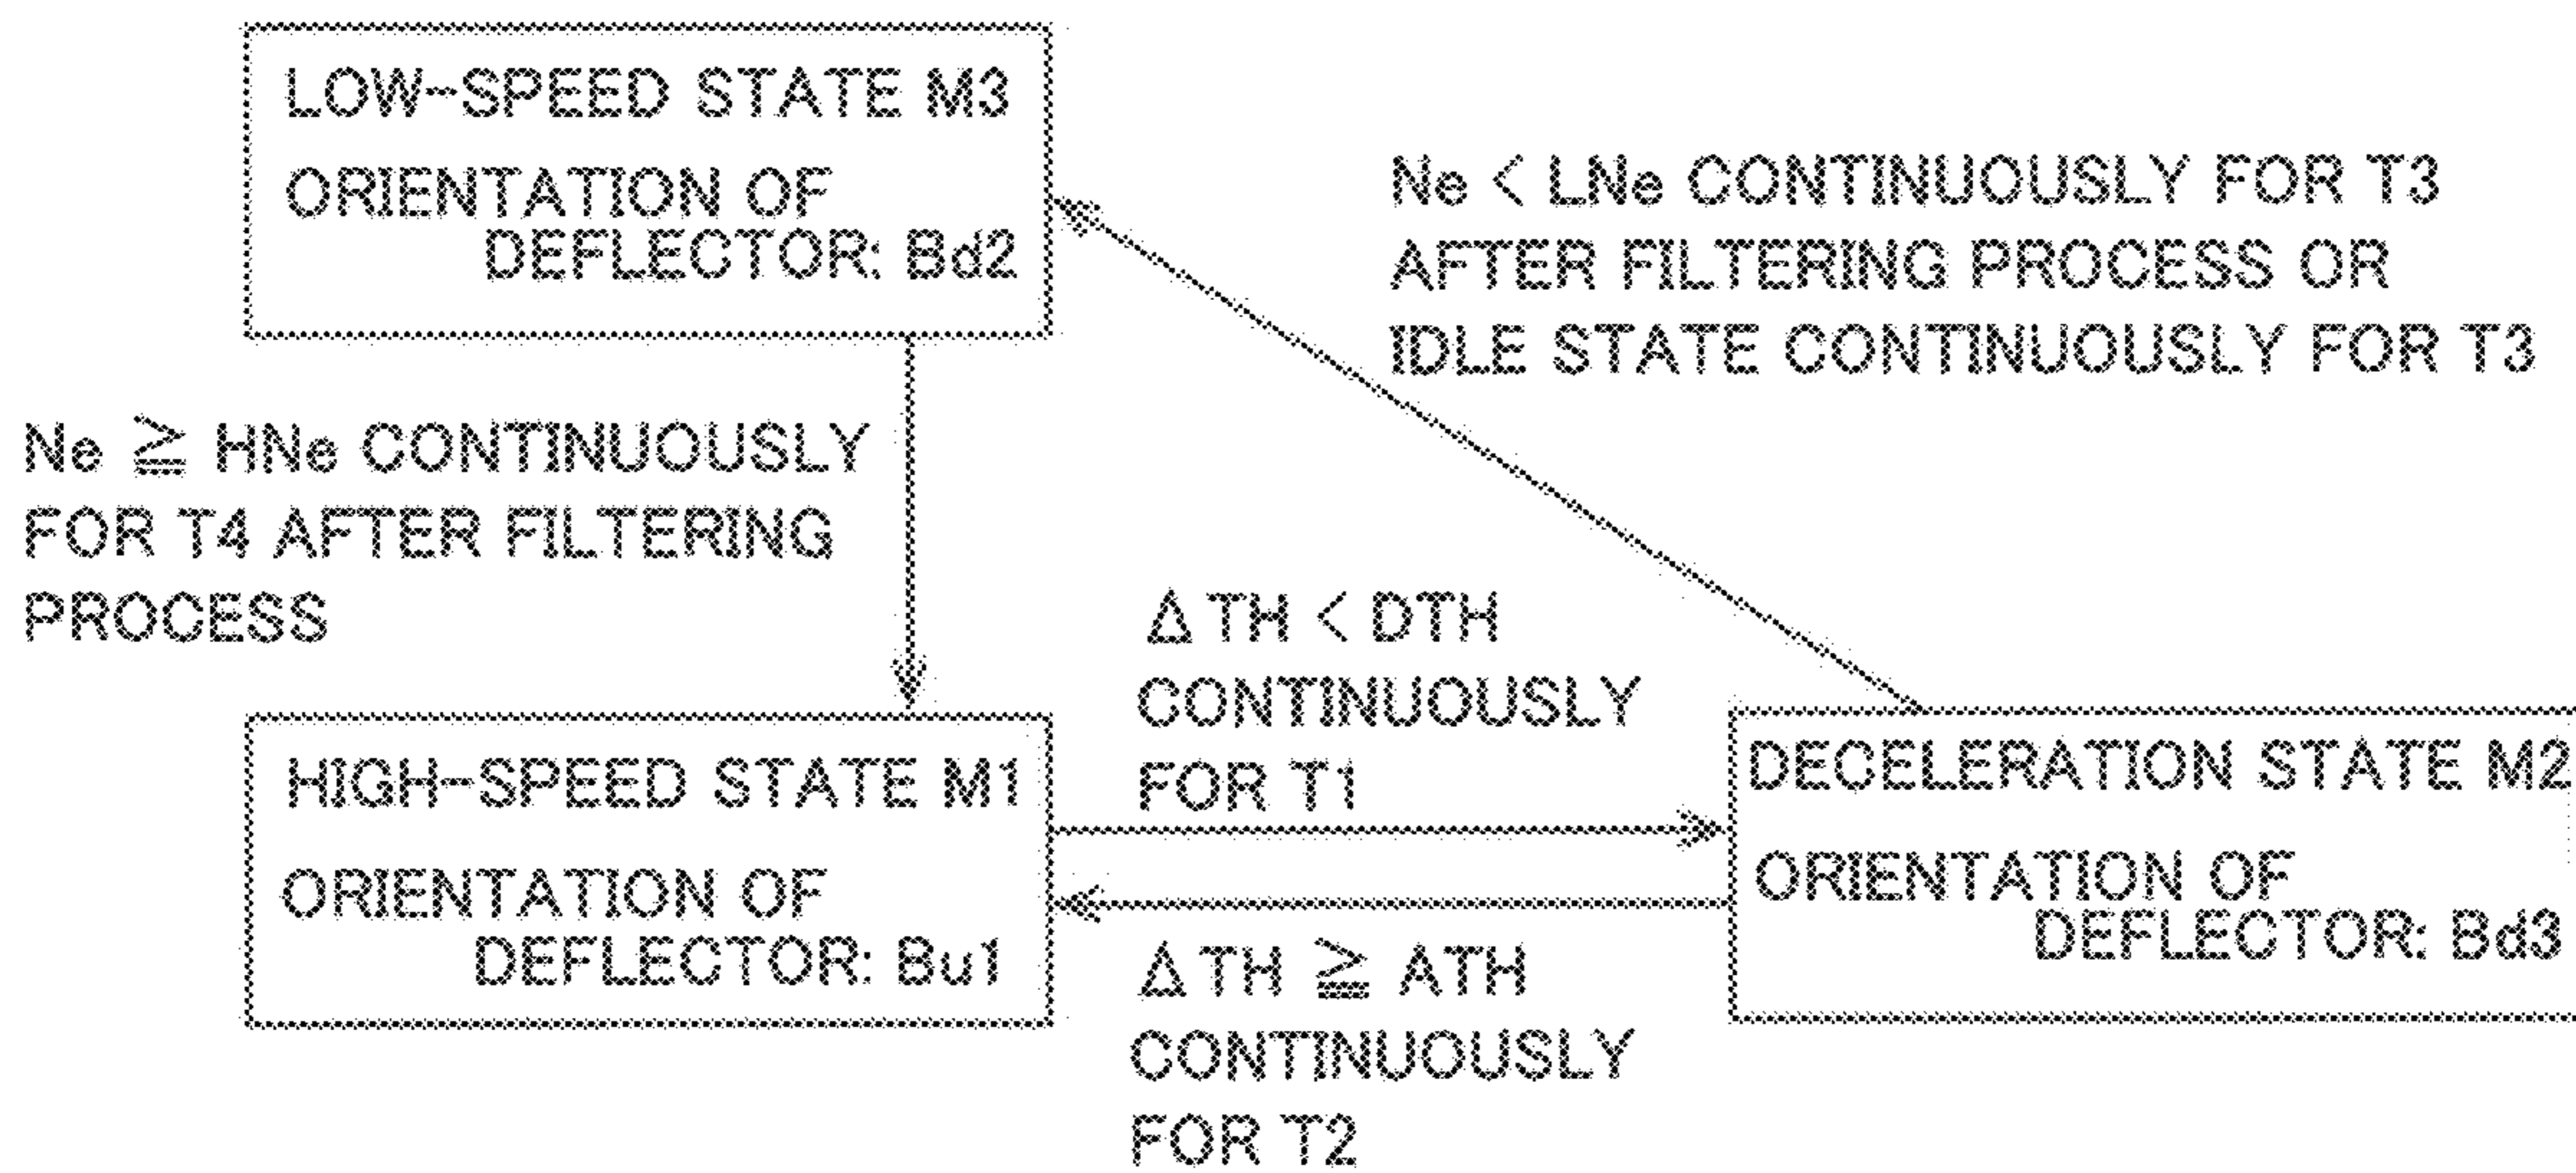 LOW-SPEED STATE M3
ORIENTATION OF
DEFLECTOR: Bd2
Ne < LNe CONTINUOUSLY FOR T3
AFTER FILTERING PROCESS OR
IDLE STATE CONTINUOUSLY FOR T3
Ne ≧ HNe CONTINUOUSLY
FOR T4 AFTER FILTERING
PROCESS
Δ TH < DTH
CONTINUOUSLY
FOR T1
HIGH-SPEED STATE M1
ORIENTATION OF
DEFLECTOR: Bu1
DECELERATION STATE M2
ORIENTATION OF
DEFLECTOR: Bd3
Δ TH ≧ ATH
CONTINUOUSLY
FOR T2